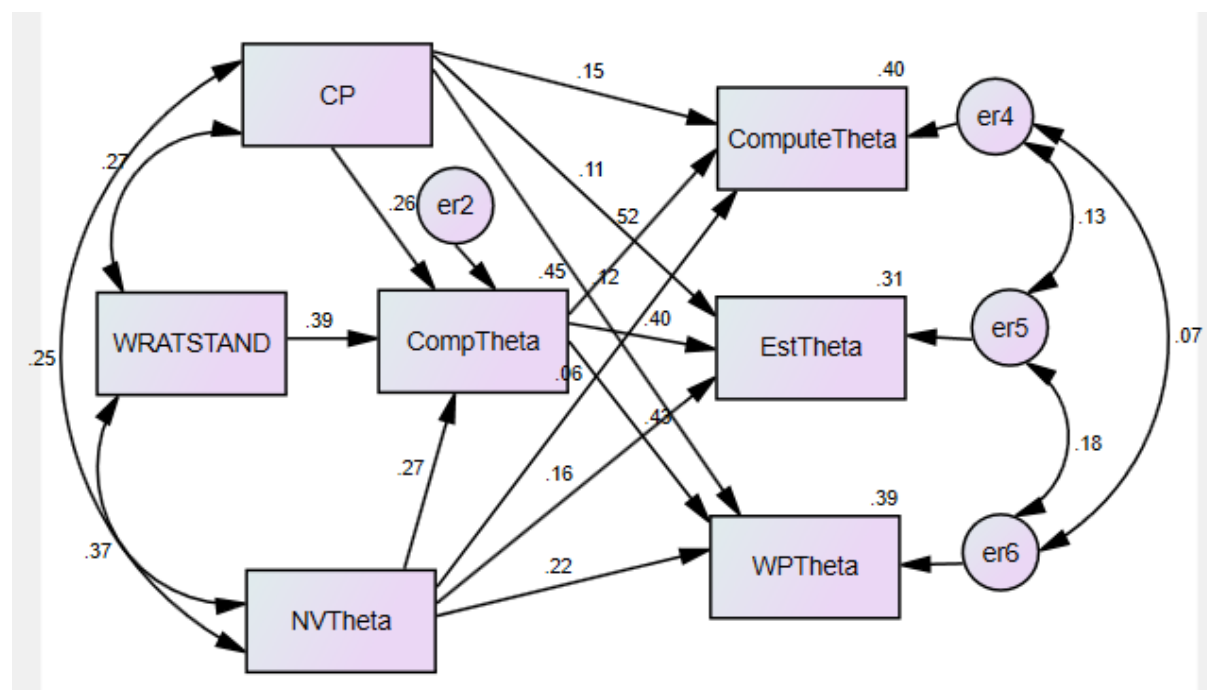 CP
.15
.40
ComputeTheta
er4
.27
.26
er2
.11
.52
.13
.45
.12
.31
WRATSTAND
.39
CompTheta
.40
EstTheta
er5
.07
.25
.06
.43
.18
.27
.16
.39
.37
.22
WPTheta
er6
NVTheta